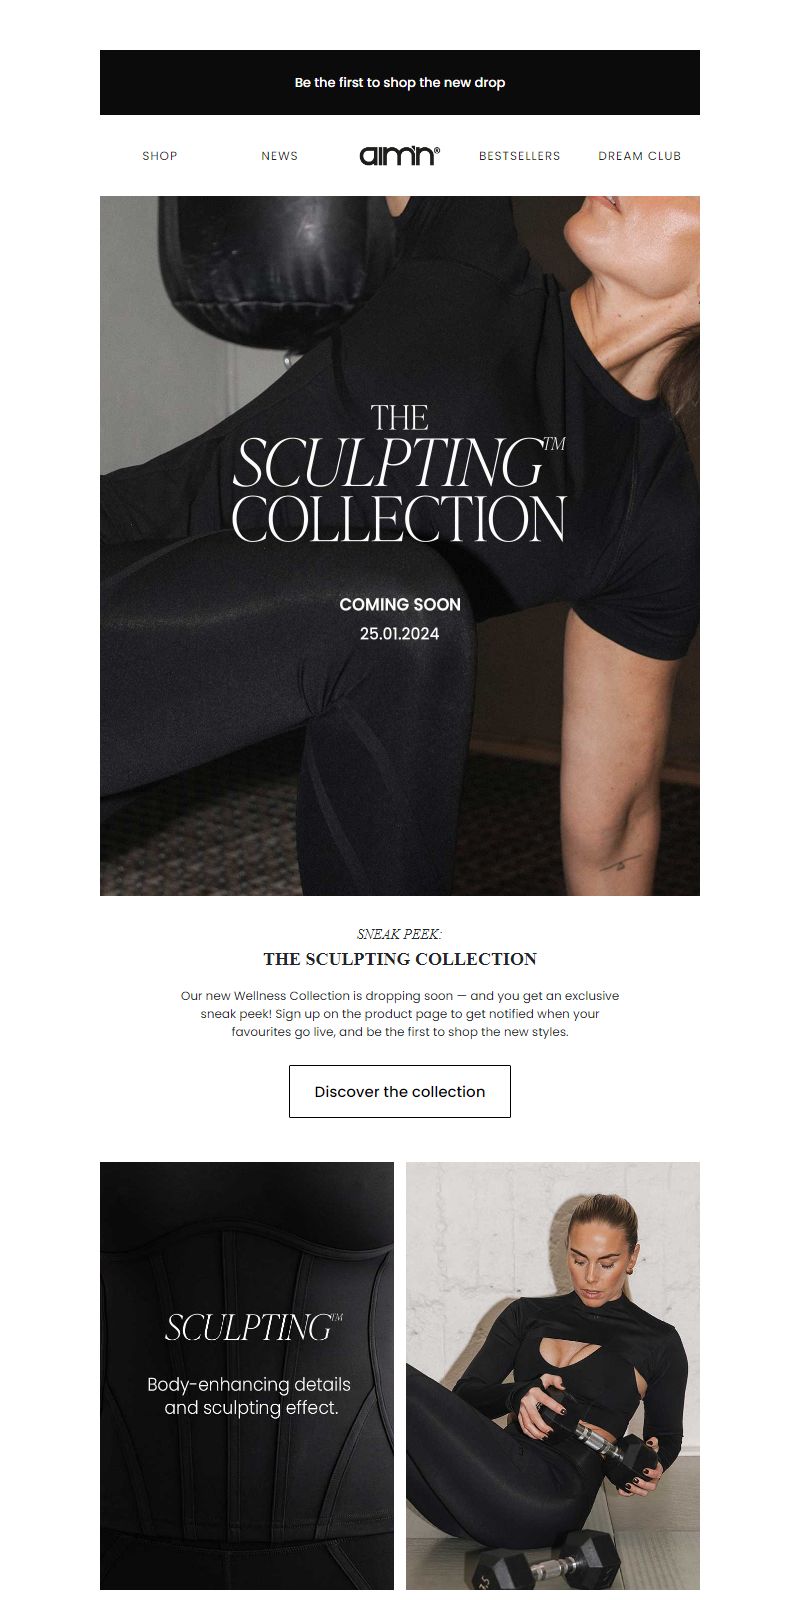 Be the first to shop the new drop
SHOP NEWS aim'n® BESTSELLERS DREAM CLUB
THE
SCULPTING™
COLLECTION
COMING SOON
25.01.2024
SNEAK PEEK:
THE SCULPTING COLLECTION
Our new Wellness Collection is dropping soon — and you get an exclusive
sneak peek! Sign up on the product page to get notified when your
favourites go live, and be the first to shop the new styles.
Discover the collection
SCULPTING™
Body-enhancing details
and sculpting effect.